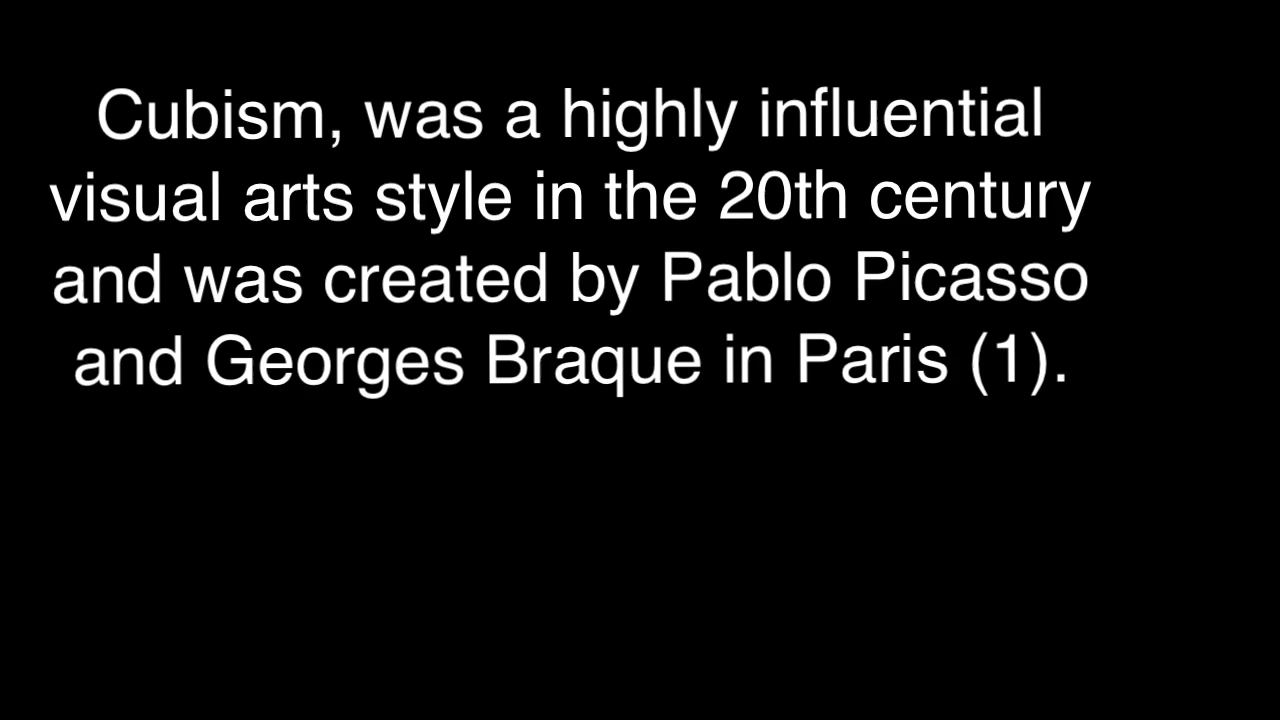 Cubism, was a highly influential
visual arts style in the 20th century
and was created by Pablo Picasso
and Georges Braque in Paris (1).